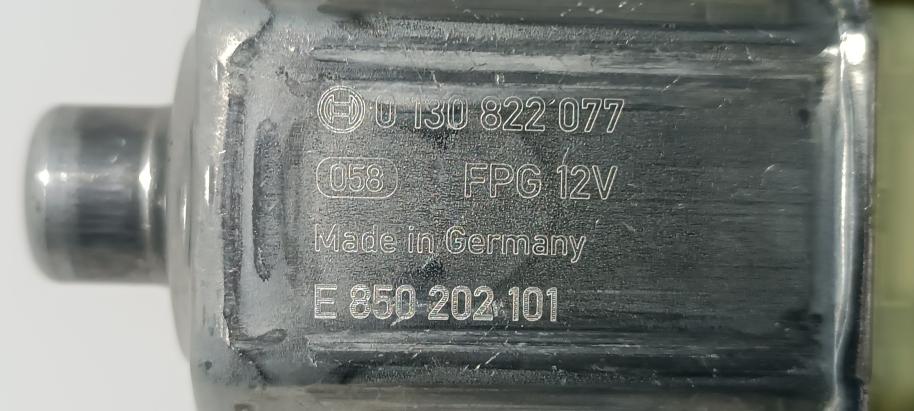 0 130 822 077
058 FPG 12V
Made in Germany
E 850 202 101